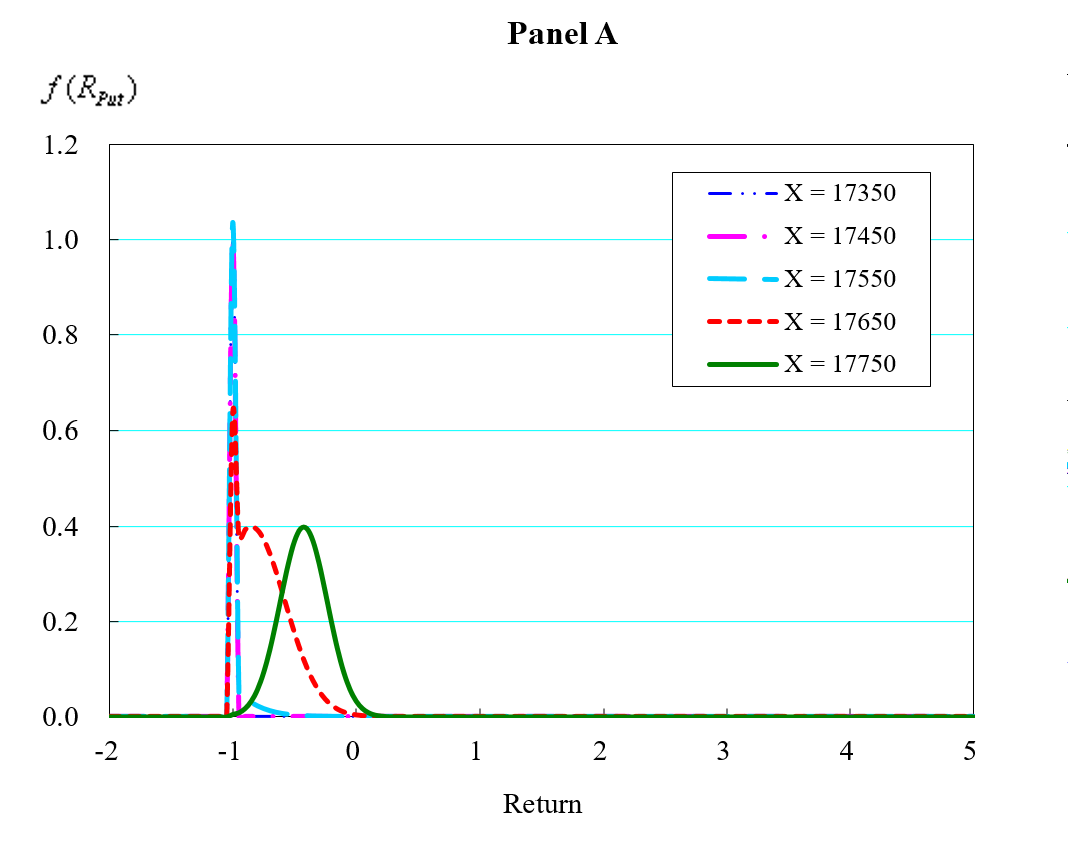 Panel A
f(R_Put)
1.2
X = 17350
1.0
X = 17450
X = 17550
0.8
X = 17650
X = 17750
0.6
0.4
0.2
0.0
-2 -1 0 1 2 3 4 5
Return